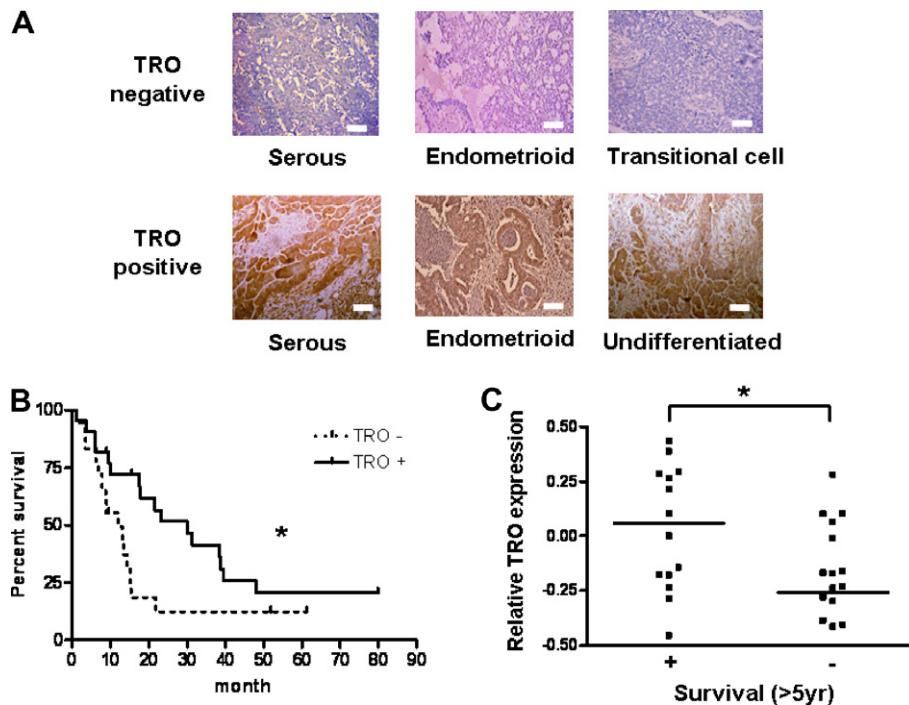 A
TRO negative
Serous
Endometrioid
Transitional cell
TRO positive
Serous
Endometrioid
Undifferentiated
B
Percent survival
100
75
50
25
0
0 10 20 30 40 50 60 70 80 90
month
TRO -
TRO +
*
C
*
Relative TRO expression
0.50
0.25
0.00
-0.25
-0.50
+ -
Survival (>5yr)